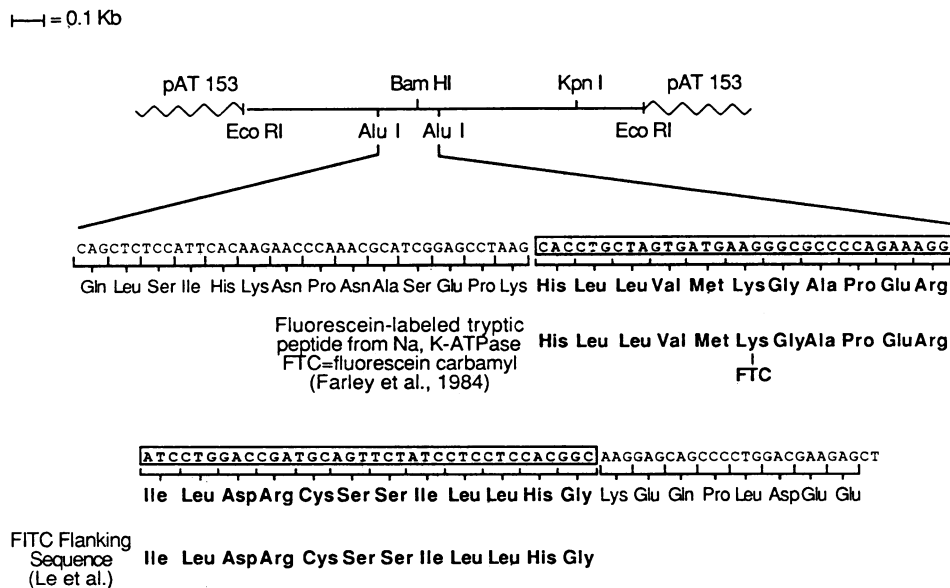 = 0.1 Kb
pAT 153
Bam HI
Kpn I
pAT 153
Eco RI
Alu I
Alu I
Eco RI
CAGCTCTCCATTCACAAGAACCCAAACGCATCGGAGCCTAAG CACCTGCTAGTGATGAAGGGCGCCCCAGAAAGG
Gln Leu Ser Ile His Lys Asn Pro Asn Ala Ser Glu Pro Lys His Leu Leu Val Met Lys Gly Ala Pro Glu Arg
Fluorescein-labeled tryptic
peptide from Na, K-ATPase
FTC=fluorescein carbamyl
(Farley et al., 1984)
His Leu Leu Val Met Lys Gly Ala Pro Glu Arg
FTC
ATCCTGGACCGATGCAGTTCTATCCTCCTCCACGGC AAGGAGCAGCCCCTGGACGAAGAGCT
Ile Leu Asp Arg Cys Ser Ser Ile Leu Leu His Gly Lys Glu Gln Pro Leu Asp Glu Glu
FITC Flanking
Sequence
(Le et al.)
Ile Leu Asp Arg Cys Ser Ser Ile Leu Leu His Gly